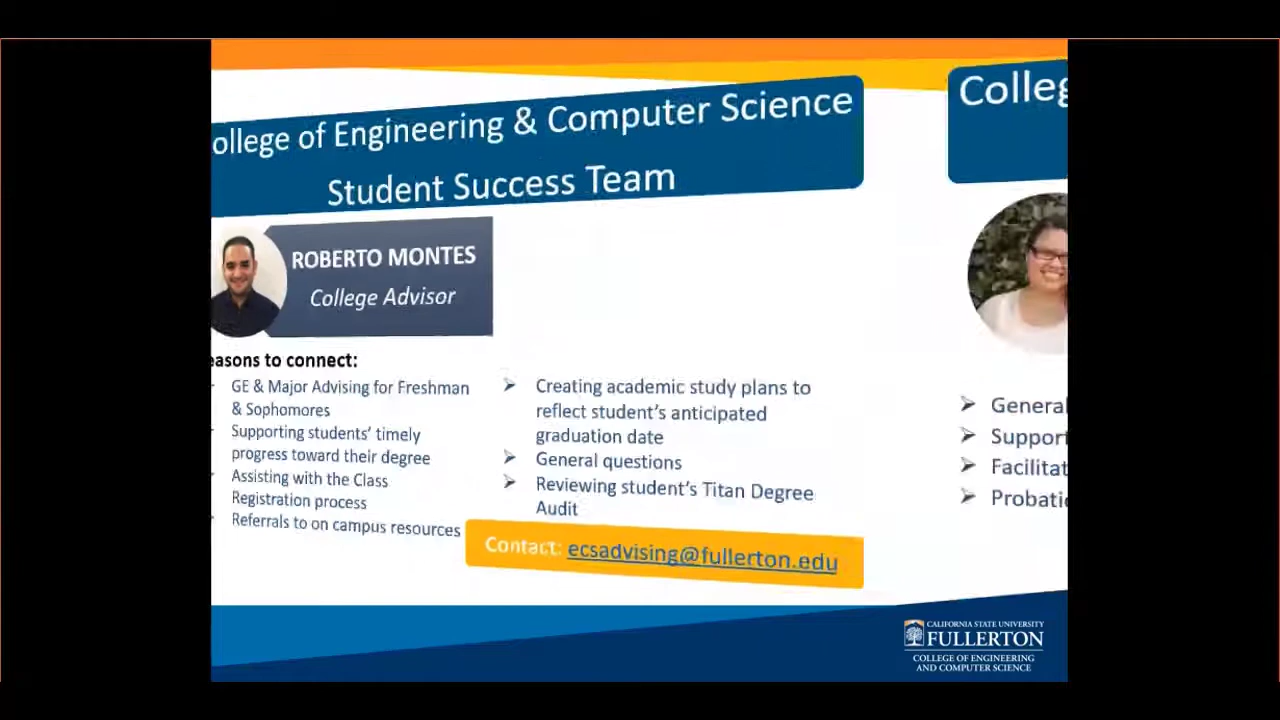 ollege of Engineering & Computer Science
Student Success Team
ROBERTO MONTES
College Advisor
easons to connect:
GE & Major Advising for Freshman
& Sophomores
Supporting students' timely
progress toward their degree
Assisting with the Class
Registration process
Referrals to on campus resources
Creating academic study plans to
reflect student's anticipated
graduation date
General questions
Reviewing student's Titan Degree
Audit
Contact: ecsadvising@fullerton.edu
Colleg
General
Support
Facilitat
Probatio
CALIFORNIA STATE UNIVERSITY
FULLERTON
COLLEGE OF ENGINEERING
AND COMPUTER SCIENCE